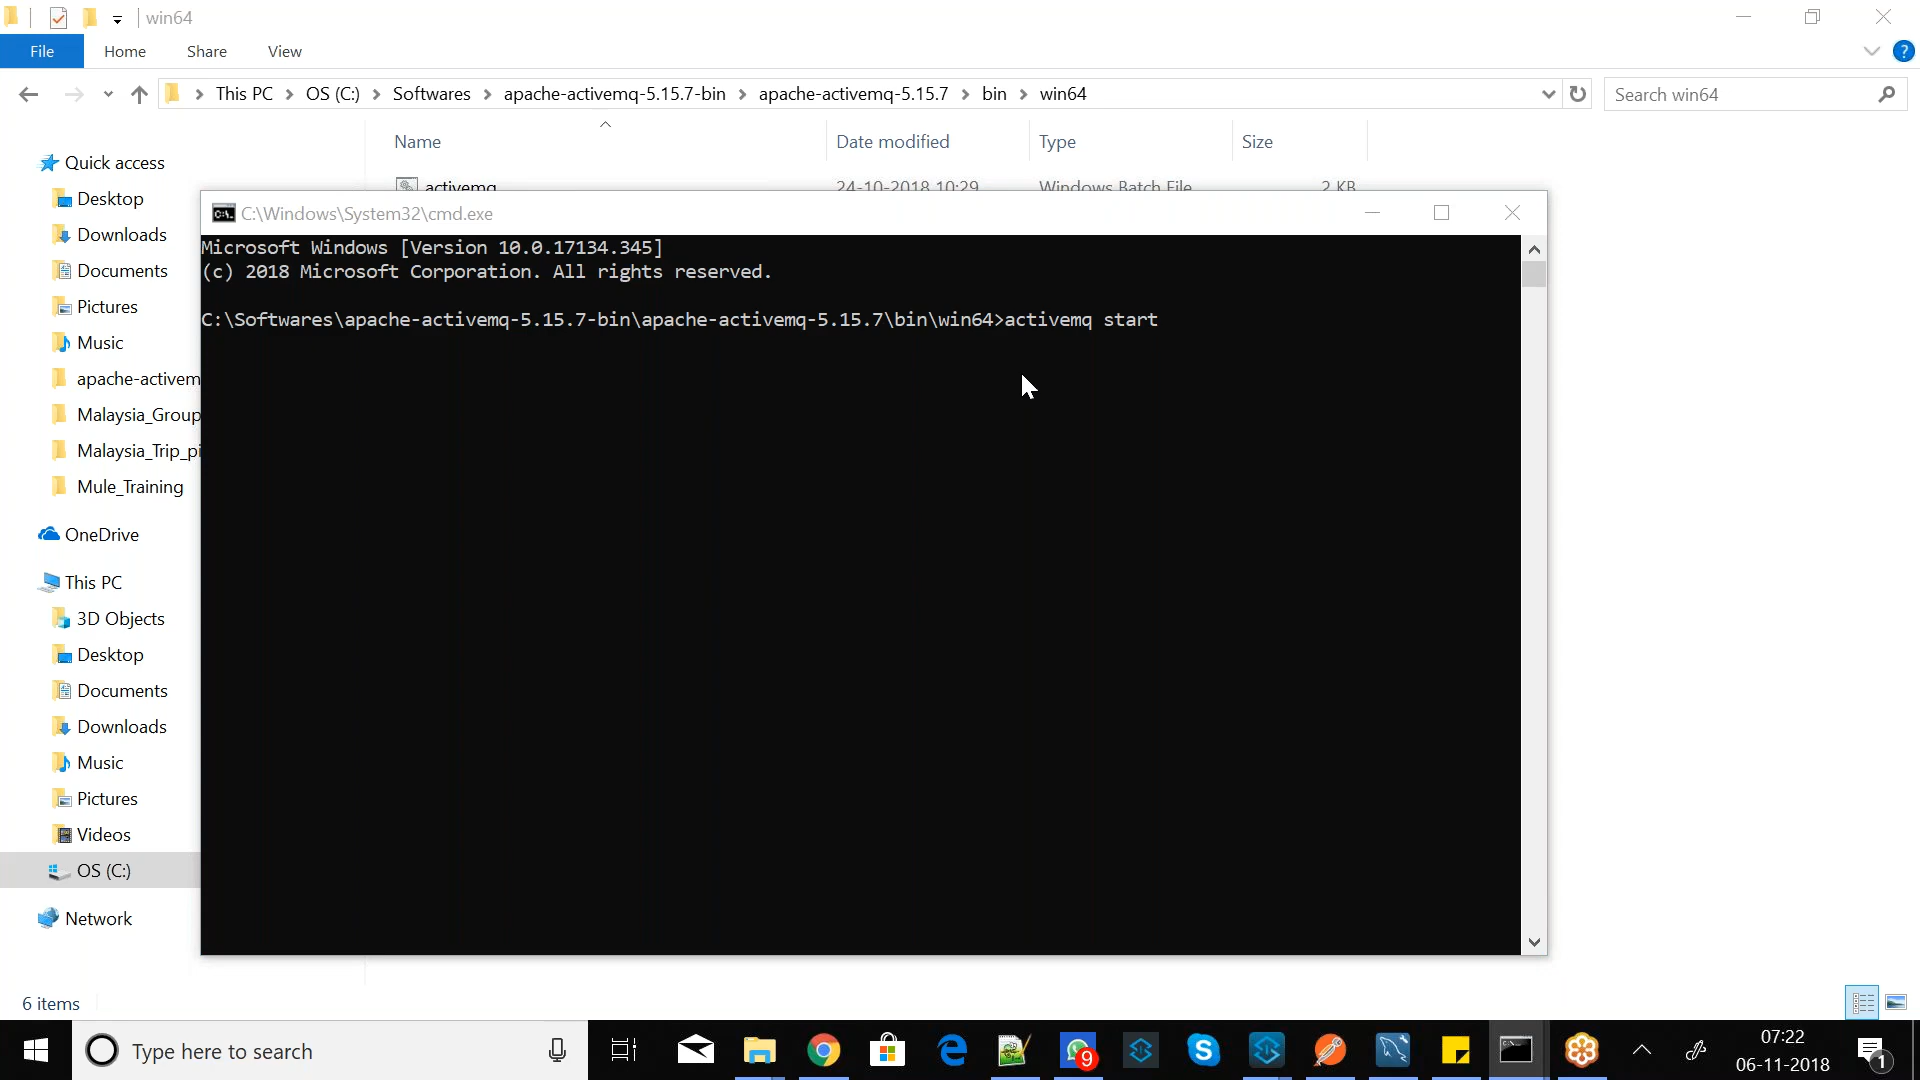 win64
File Home Share View
This PC OS (C:) Softwares apache-activemq-5.15.7-bin apache-activemq-5.15.7 bin win64
Search win64
Name Date modified Type Size
activemq 24-10-2018 10:29 Windows Batch File 2 KB
Quick access
Desktop
Downloads
Documents
Pictures
Music
apache-activem
Malaysia_Group
Malaysia_Trip_pi
Mule_Training
OneDrive
This PC
3D Objects
Desktop
Documents
Downloads
Music
Pictures
Videos
OS (C:)
Network
6 items
C:\Windows\System32\cmd.exe
Microsoft Windows [Version 10.0.17134.345]
(c) 2018 Microsoft Corporation. All rights reserved.
C:\Softwares\apache-activemq-5.15.7-bin\apache-activemq-5.15.7\bin\win64>activemq start
Type here to search
9
07:22
06-11-2018
1